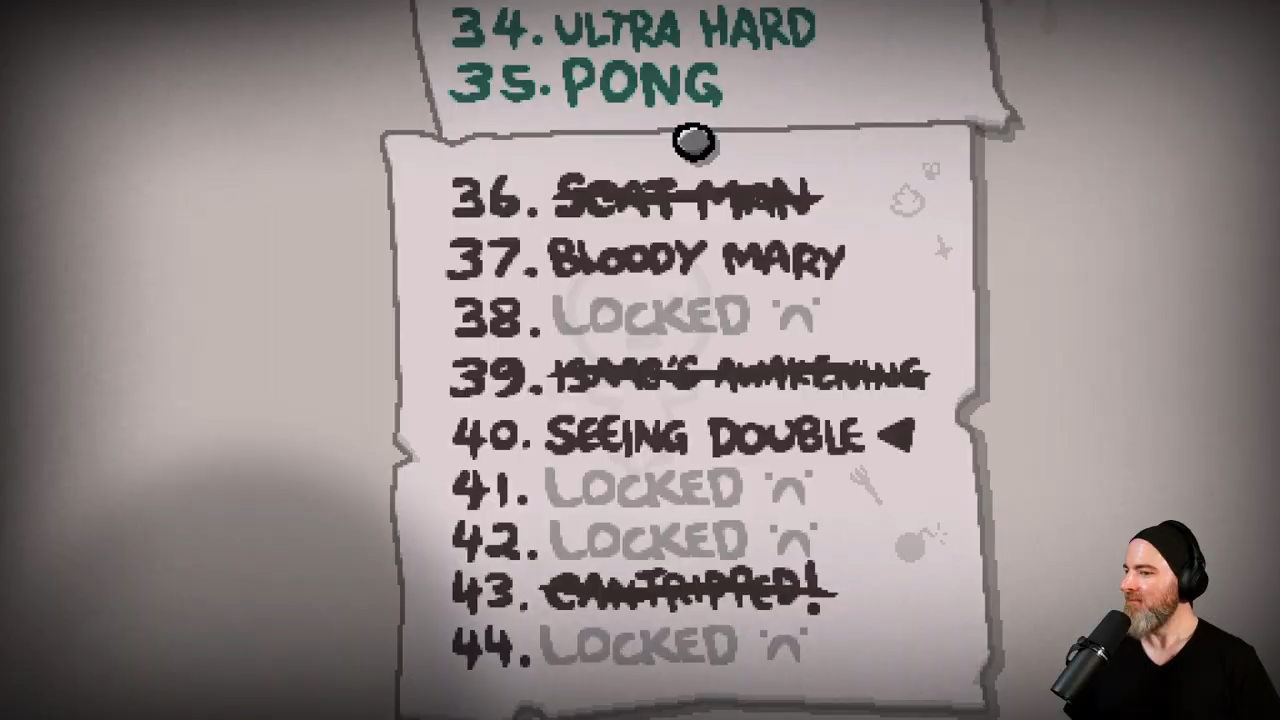 34. ULTRA HARD
35. PONG
36. SCAT MAN
37. BLOODY MARY
38. LOCKED
39. ISAAC'S AWAKENING
40. SEEING DOUBLE
41. LOCKED
42. LOCKED
43. CANTRIPPED!
44. LOCKED